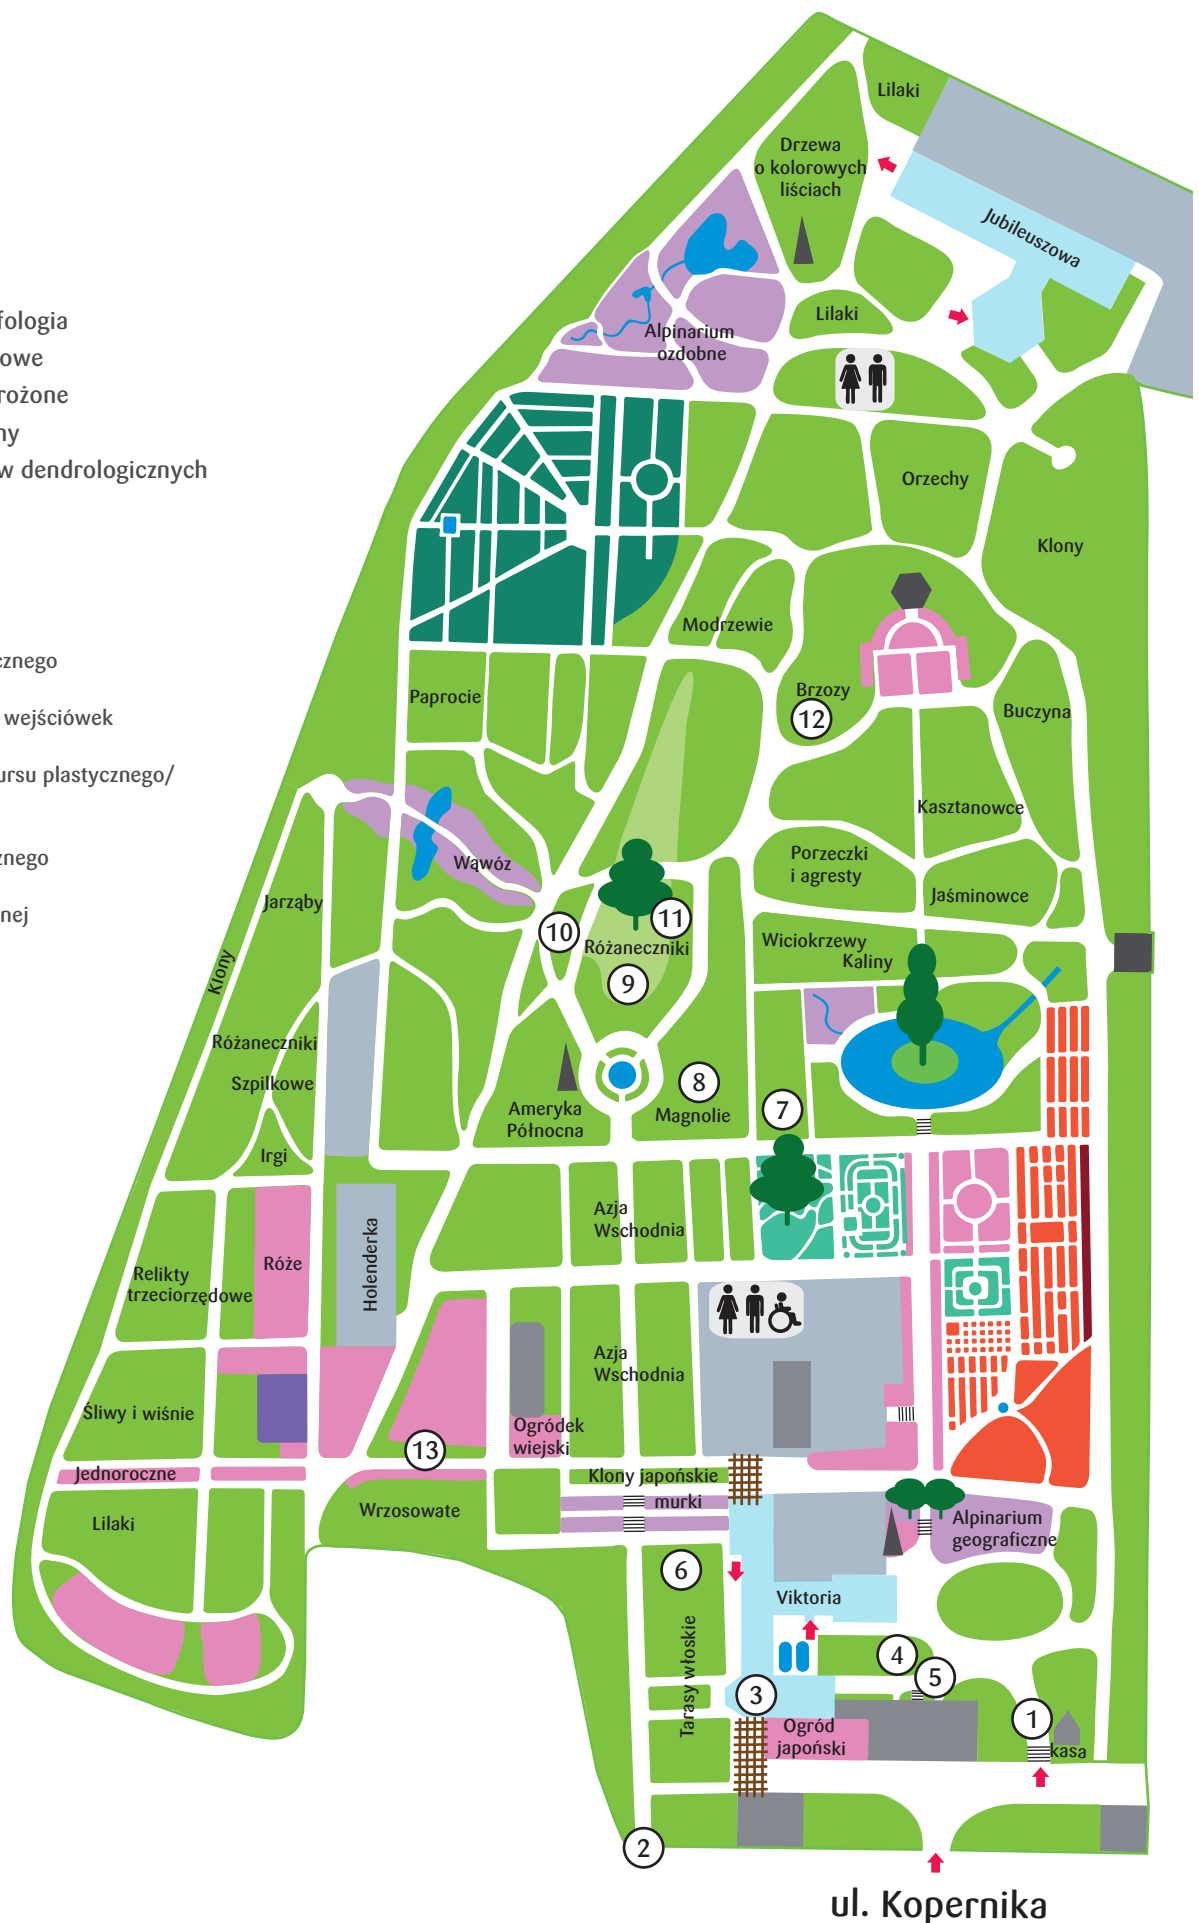 fologia
owe
rożone
ny
w dendrologicznych
cznego
wejściówek
ursu plastycznego/
znego
nej
Lilaki
Drzewa
o kolorowych
liściach
Jubileuszowa
Lilaki
Alpinarium
ozdobne
Orzechy
Klony
Modrzewie
Paprocie
Brzozy
12
Buczyna
Kasztanowce
Wąwóz
Porzeczki
i agresty
Jaśminowce
Jarząby
10
11
Różaneczniki
9
Wiciokrzewy
Kaliny
Klony
Różaneczniki
Szpilkowe
Irgi
Ameryka
Północna
8
Magnolie
7
Azja
Wschodnia
Holenderka
Róże
Relikty
trzeciorzędowe
Azja
Wschodnia
Śliwy i wiśnie
13
Ogródek
wiejski
Jednoroczne
Klony japońskie
murki
Wrzosowate
Lilaki
Alpinarium
geograficzne
6
Viktoria
Tarasy włoskie
4
5
3
1
Ogród
japoński
kasa
2
ul. Kopernika